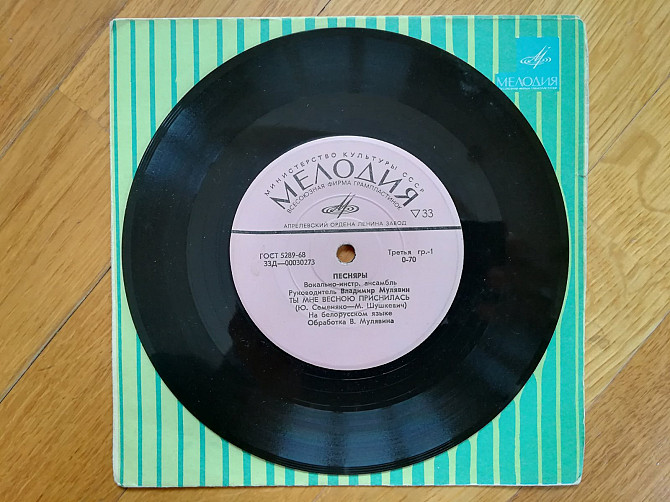 МЕЛОДИЯ
МИНИСТЕРСТВО КУЛЬТУРЫ СССР
МЕЛОДИЯ
ВСЕСОЮЗНАЯ ФИРМА ГРАМПЛАСТИНОК
▽33
АПРЕЛЕВСКИЙ ОРДЕНА ЛЕНИНА ЗАВОД
ГОСТ 5289-68
33Д—00030273
Третья гр.-1
0-70
ПЕСНЯРЫ
Вокально-инстр. ансамбль
Руководитель Владимир Мулявин
ТЫ МНЕ ВЕСНОЮ ПРИСНИЛАСЬ
(Ю. Семеняко—М. Шушкевич)
На белорусском языке
Обработка В. Мулявина